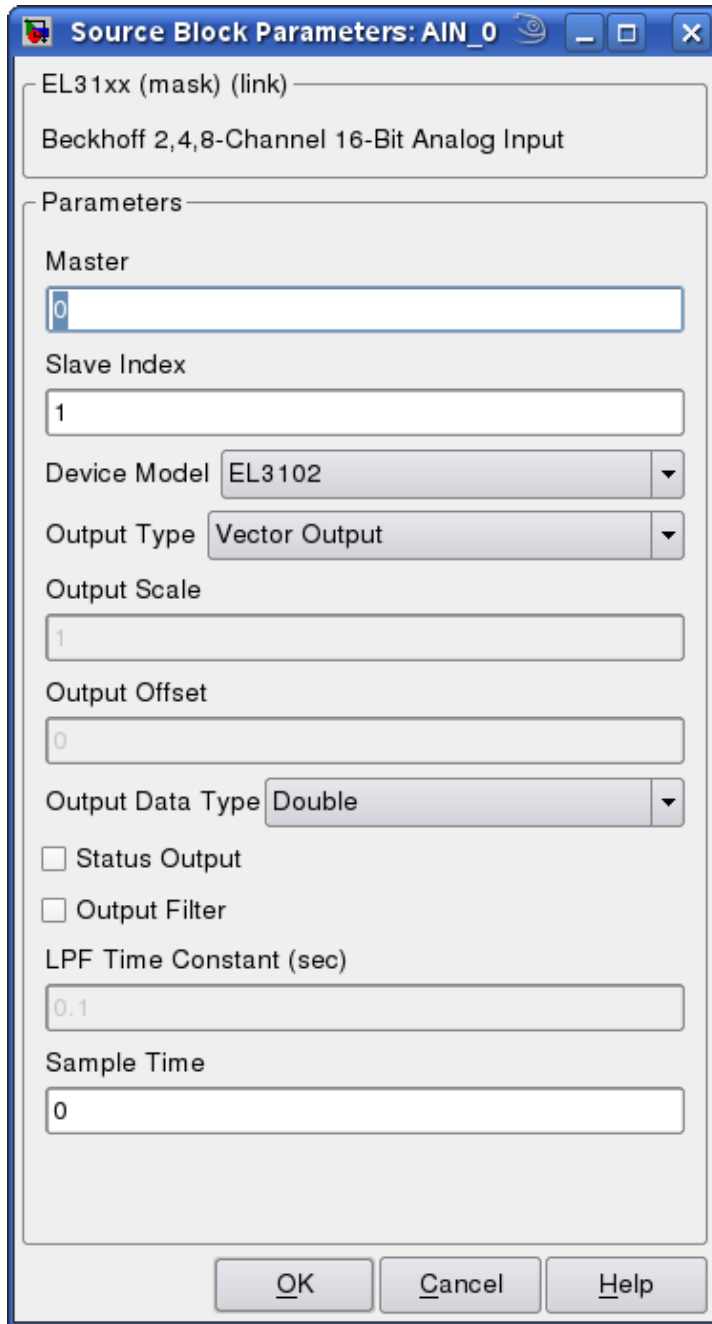 Source Block Parameters: AIN_0
EL31xx (mask) (link)
Beckhoff 2,4,8-Channel 16-Bit Analog Input
Parameters
Master
0
Slave Index
1
Device Model EL3102
Output Type Vector Output
Output Scale
1
Output Offset
0
Output Data Type Double
Status Output
Output Filter
LPF Time Constant (sec)
0.1
Sample Time
0
OK Cancel Help